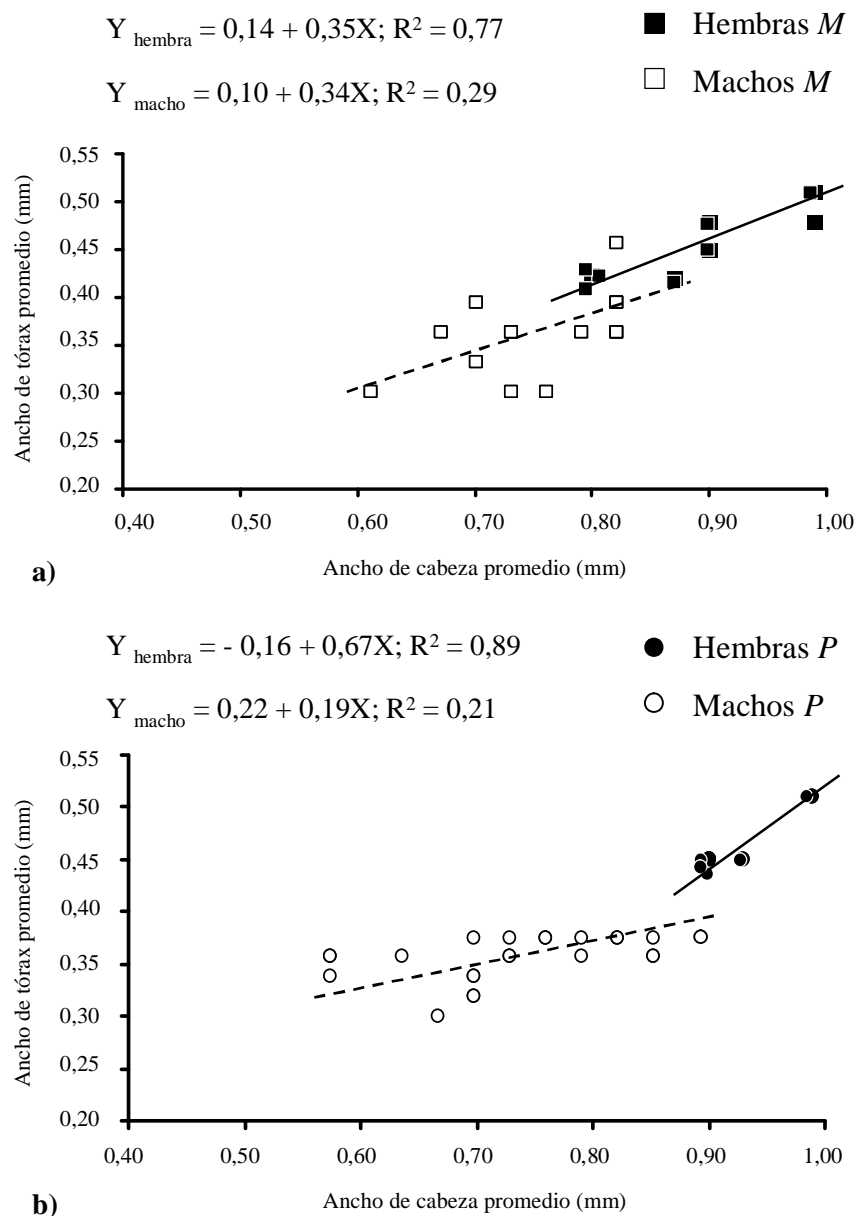 Y hembra = 0,14 + 0,35X; R² = 0,77
Hembras M
Y macho = 0,10 + 0,34X; R² = 0,29
Machos M
Ancho de tórax promedio (mm)
0,55
0,50
0,45
0,40
0,35
0,30
0,25
0,20
0,40 0,50 0,60 0,70 0,80 0,90 1,00
a)
Ancho de cabeza promedio (mm)
Y hembra = - 0,16 + 0,67X; R² = 0,89
Hembras P
Y macho = 0,22 + 0,19X; R² = 0,21
Machos P
Ancho de tórax promedio (mm)
0,55
0,50
0,45
0,40
0,35
0,30
0,25
0,20
0,40 0,50 0,60 0,70 0,80 0,90 1,00
b)
Ancho de cabeza promedio (mm)